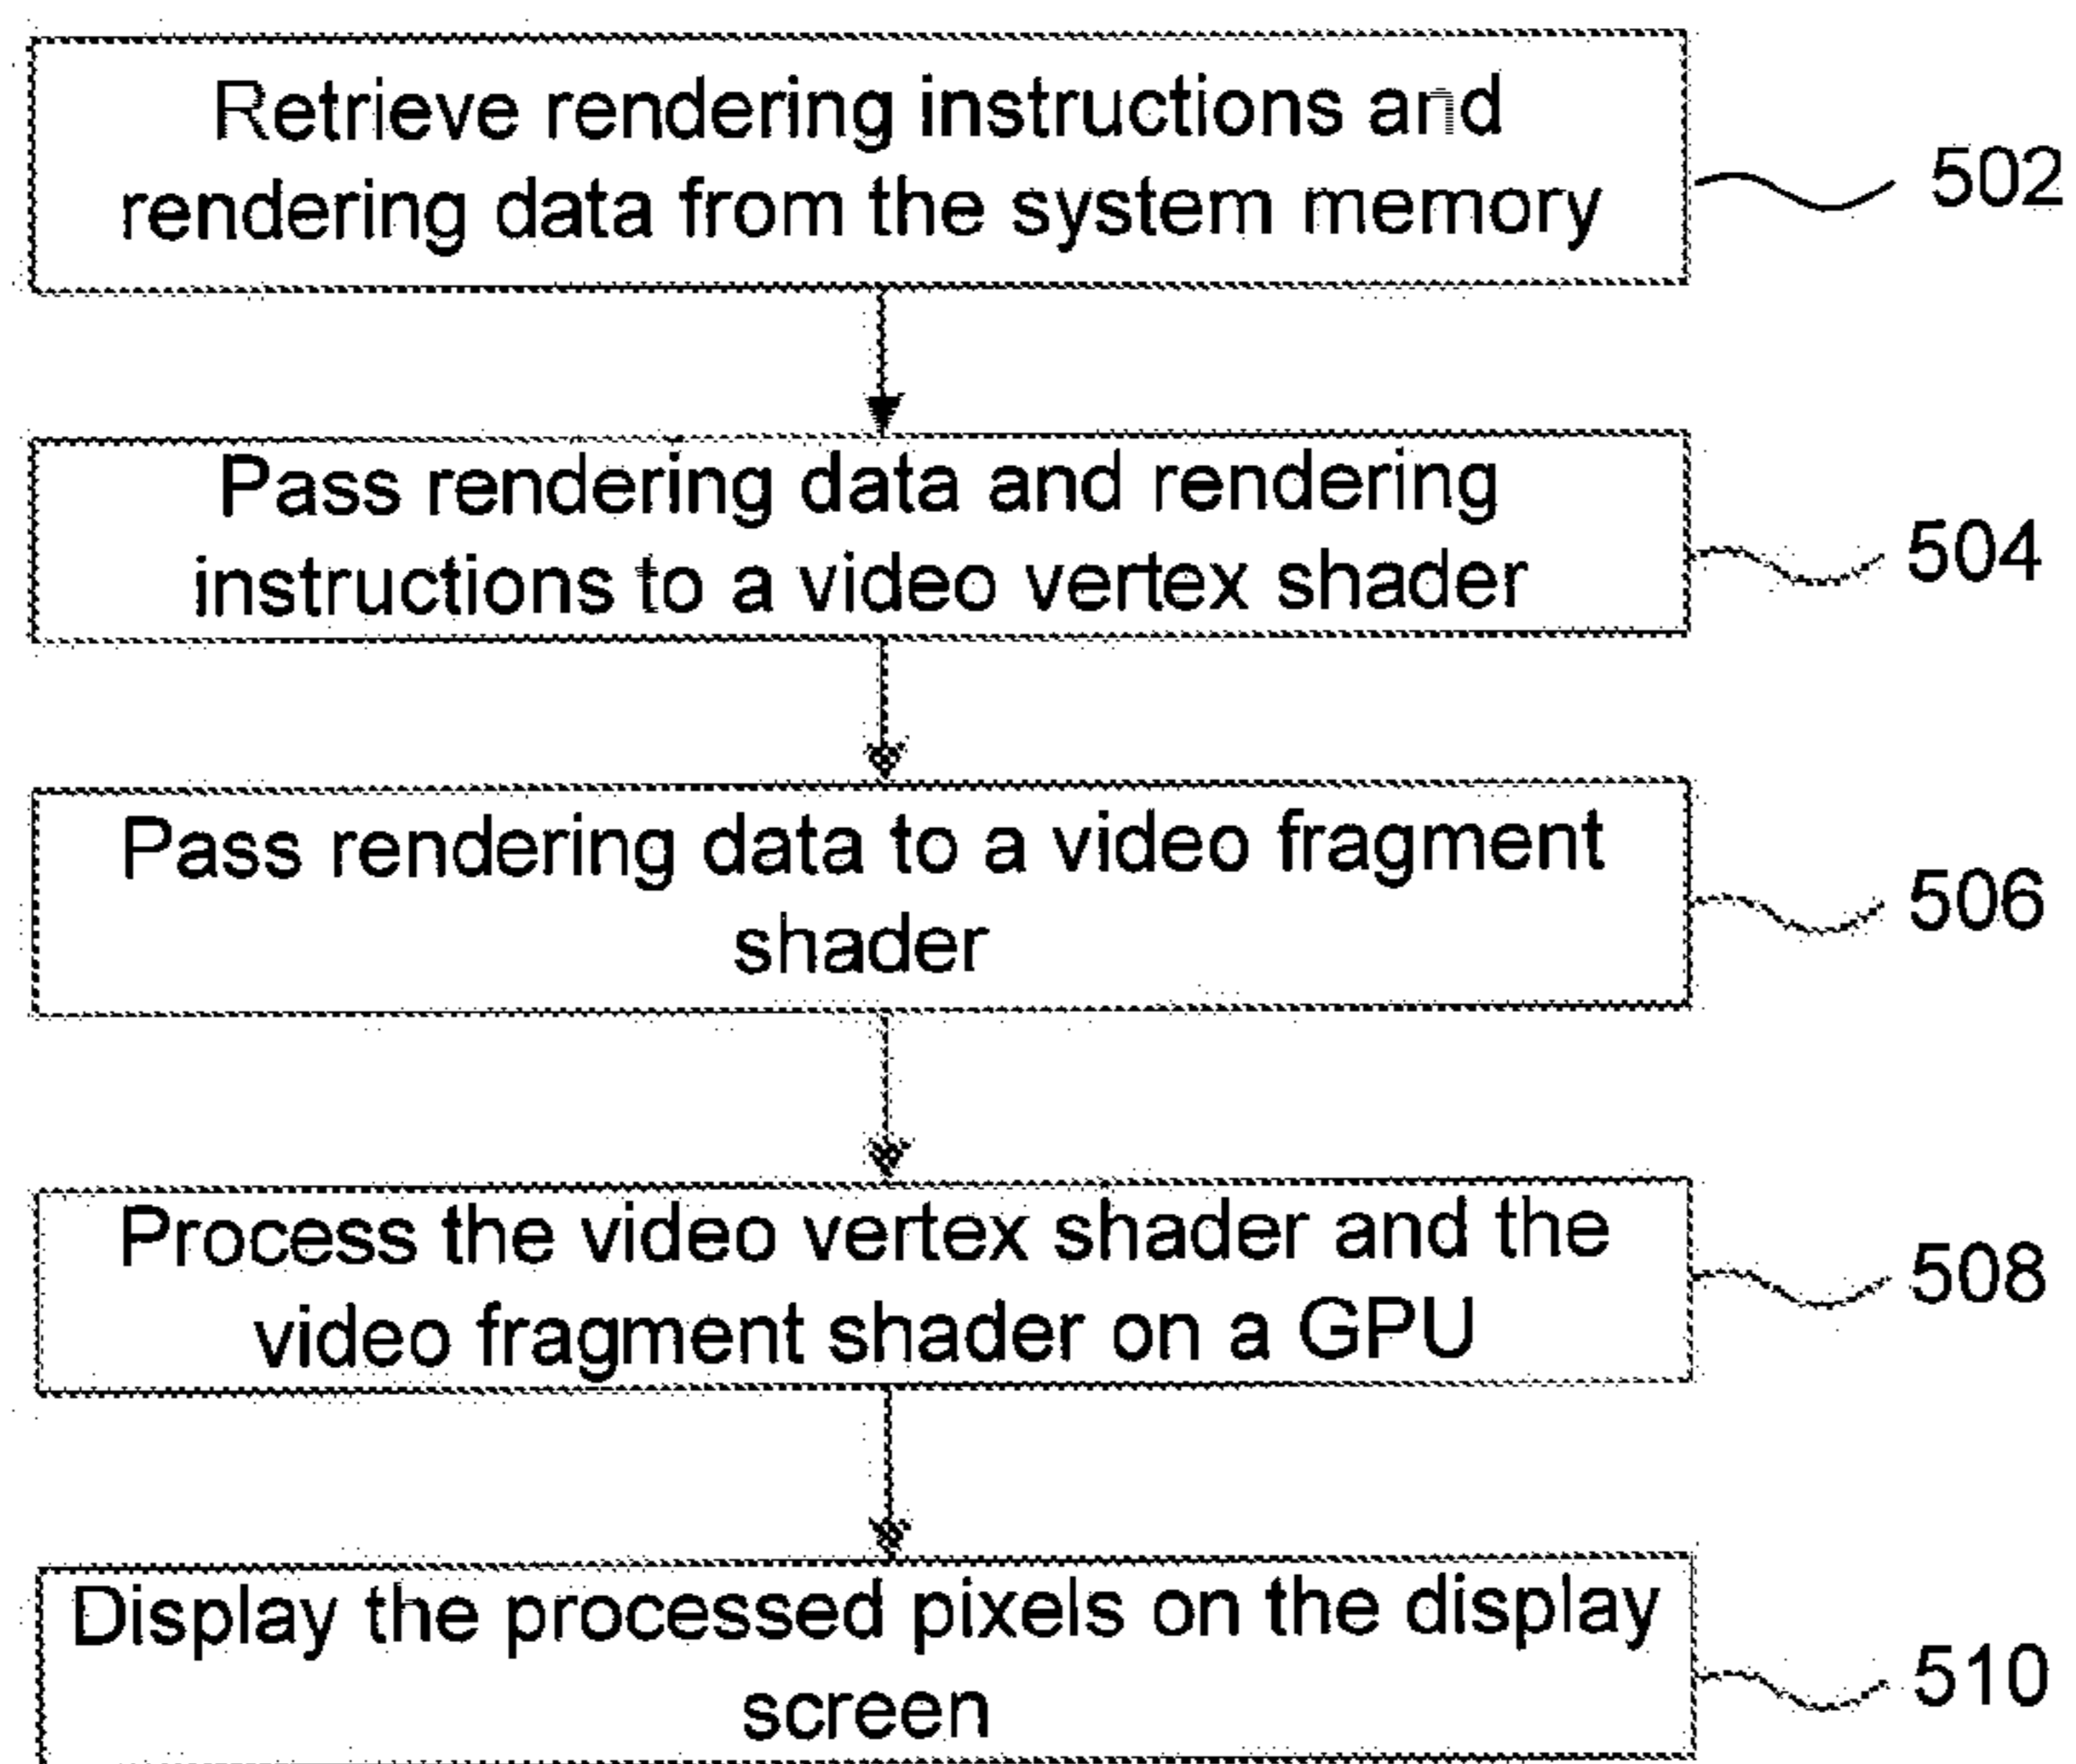 Retrieve rendering instructions and
rendering data from the system memory
502
Pass rendering data and rendering
instructions to a video vertex shader
504
Pass rendering data to a video fragment
shader
506
Process the video vertex shader and the
video fragment shader on a GPU
508
Display the processed pixels on the display
screen
510